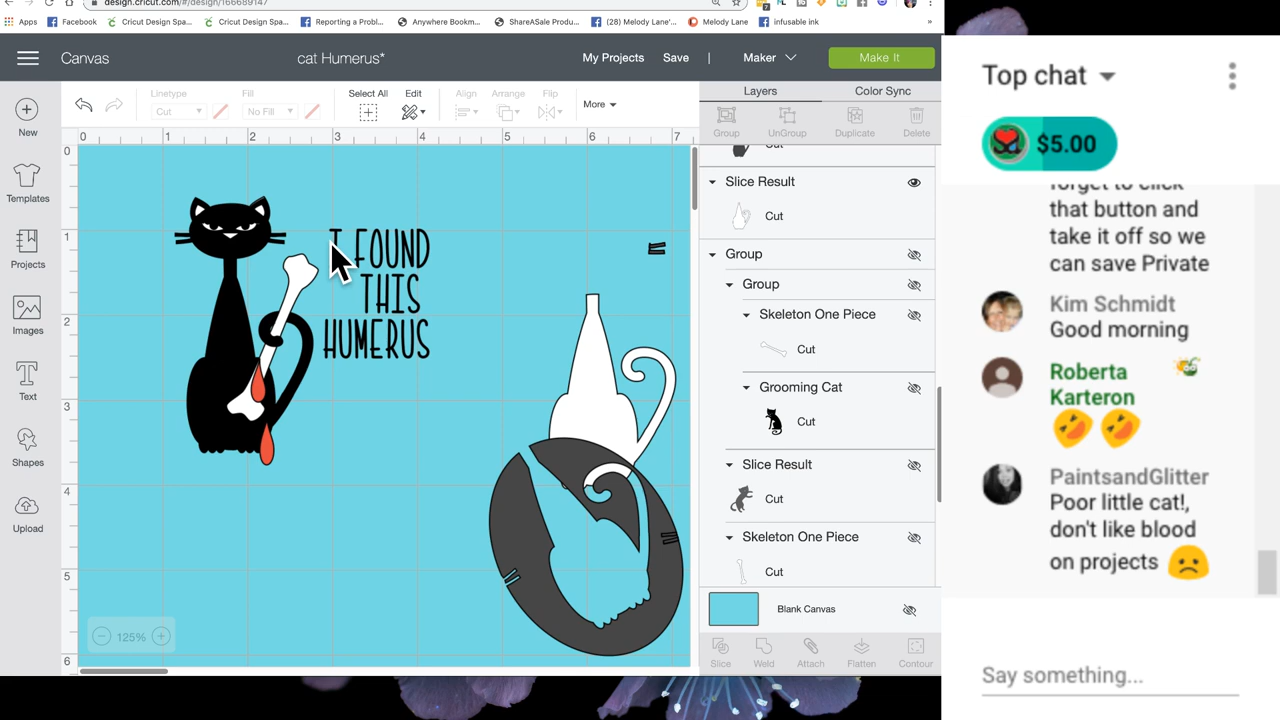 design.cricut.com/#/design/166689147
Apps Facebook Cricut Design Spa... Cricut Design Spa... Reporting a Probl... Anywhere Bookm... ShareASale Produ... (28) Melody Lane'... Melody Lane infusable ink »
Canvas cat Humerus* My Projects Save | Maker Make It
New
Templates
Projects
Images
Text
Shapes
Upload
Linetype Fill Select All Edit Align Arrange Flip More
Cut No Fill
0 1 2 3 4 5 6 7
0
1
2
3
4
5
6
I FOUND
THIS
HUMERUS
125%
Layers Color Sync
Group UnGroup Duplicate Delete
Cut
Slice Result
Cut
Group
Group
Skeleton One Piece
Cut
Grooming Cat
Cut
Slice Result
Cut
Skeleton One Piece
Cut
Blank Canvas
Slice Weld Attach Flatten Contour
Top chat
$5.00
forget to click
that button and
take it off so we
can save Private
Kim Schmidt
Good morning
Roberta
Karteron
PaintsandGlitter
Poor little cat!,
don't like blood
on projects
Say something...